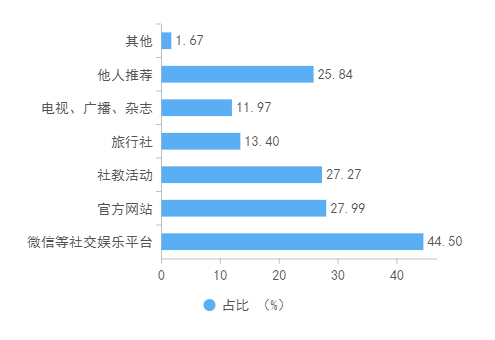 其他 1.67
他人推荐 25.84
电视、广播、杂志 11.97
旅行社 13.40
社教活动 27.27
官方网站 27.99
微信等社交娱乐平台 44.50
0 10 20 30 40
占比 （%）